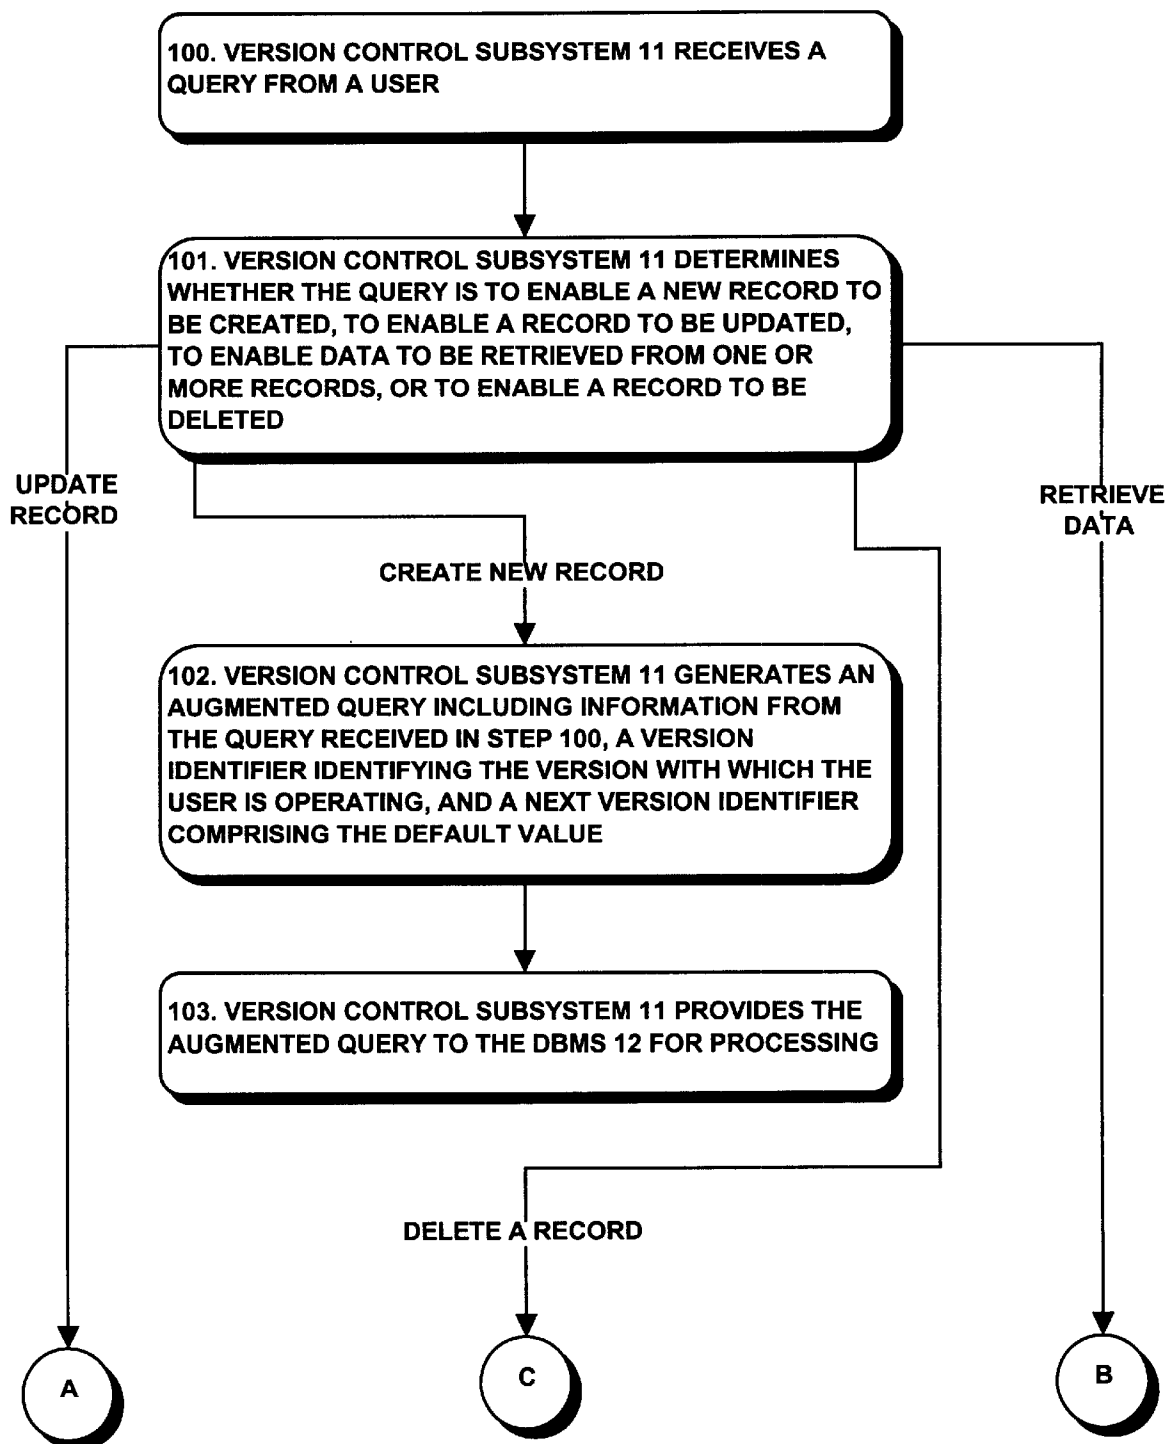 100. VERSION CONTROL SUBSYSTEM 11 RECEIVES A
QUERY FROM A USER
101. VERSION CONTROL SUBSYSTEM 11 DETERMINES
WHETHER THE QUERY IS TO ENABLE A NEW RECORD TO
BE CREATED, TO ENABLE A RECORD TO BE UPDATED,
TO ENABLE DATA TO BE RETRIEVED FROM ONE OR
MORE RECORDS, OR TO ENABLE A RECORD TO BE
DELETED
UPDATE
RECORD
RETRIEVE
DATA
CREATE NEW RECORD
102. VERSION CONTROL SUBSYSTEM 11 GENERATES AN
AUGMENTED QUERY INCLUDING INFORMATION FROM
THE QUERY RECEIVED IN STEP 100, A VERSION
IDENTIFIER IDENTIFYING THE VERSION WITH WHICH THE
USER IS OPERATING, AND A NEXT VERSION IDENTIFIER
COMPRISING THE DEFAULT VALUE
103. VERSION CONTROL SUBSYSTEM 11 PROVIDES THE
AUGMENTED QUERY TO THE DBMS 12 FOR PROCESSING
DELETE A RECORD
A
C
B